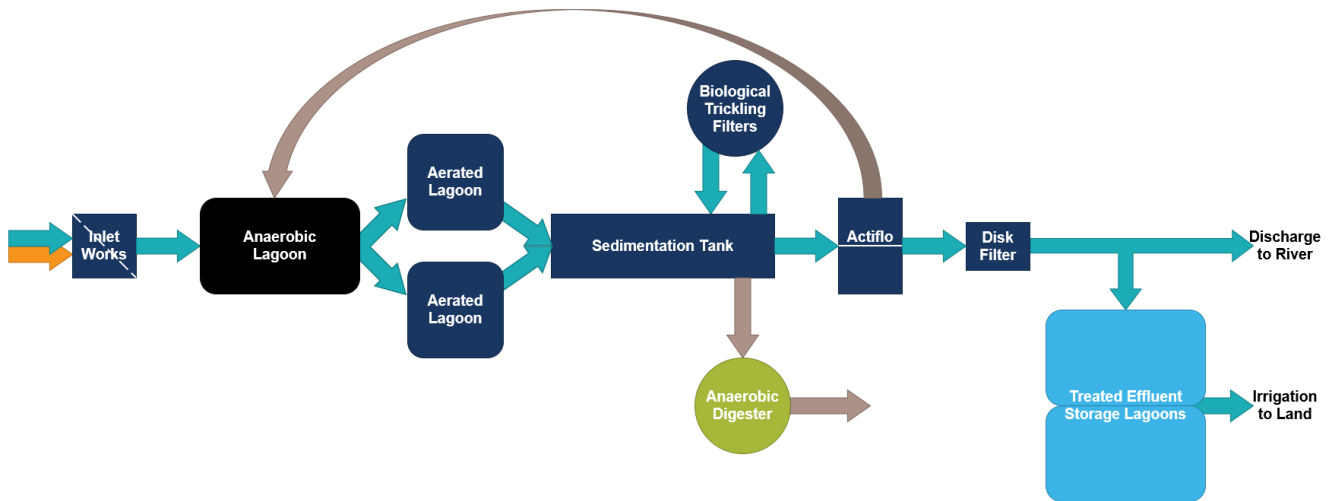 Biological
Trickling
Filters
Aerated
Lagoon
Inlet
Works
Anaerobic
Lagoon
Sedimentation Tank
Actiflo
Disk
Filter
Discharge
to River
Aerated
Lagoon
Anaerobic
Digester
Treated Effluent
Storage Lagoons
Irrigation
to Land